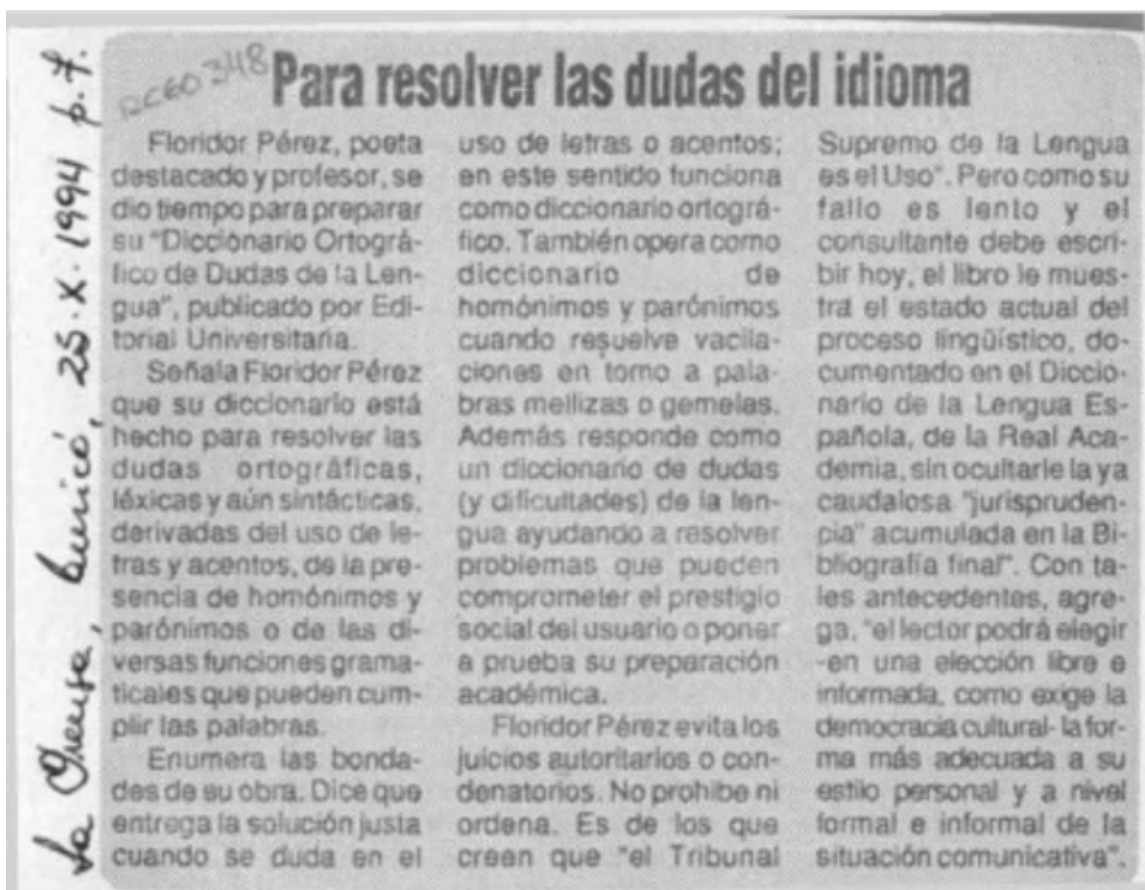 La Prensa, Curicó, 25.X.1994 p.7.
RC60348
Para resolver las dudas del idioma
Floridor Pérez, poeta
destacado y profesor, se
dio tiempo para preparar
su "Diccionario Ortográ-
fico de Dudas de la Len-
gua", publicado por Edi-
torial Universitaria.
Señala Floridor Pérez
que su diccionario está
hecho para resolver las
dudas ortográficas,
léxicas y aún sintácticas,
derivadas del uso de le-
tras y acentos, de la pre-
sencia de homónimos y
parónimos o de las di-
versas funciones grama-
ticales que pueden cum-
plir las palabras.
Enumera las bonda-
des de su obra. Dice que
entrega la solución justa
cuando se duda en el
uso de letras o acentos;
en este sentido funciona
como diccionario ortográ-
fico. También opera como
diccionario de
homónimos y parónimos
cuando resuelve vacila-
ciones en torno a pala-
bras mellizas o gemelas.
Además responde como
un diccionario de dudas
(y dificultades) de la len-
gua ayudando a resolver
problemas que pueden
comprometer el prestigio
social del usuario o poner
a prueba su preparación
académica.
Floridor Pérez evita los
juicios autoritarios o con-
denatorios. No prohibe ni
ordena. Es de los que
creen que "el Tribunal
Supremo de la Lengua
es el Uso". Pero como su
fallo es lento y el
consultante debe escri-
bir hoy, el libro le mues-
tra el estado actual del
proceso lingüístico, do-
cumentado en el Diccio-
nario de la Lengua Es-
pañola, de la Real Aca-
demia, sin ocultarle la ya
caudalosa "jurispruden-
cia" acumulada en la Bi-
bliografía final". Con ta-
les antecedentes, agre-
ga, "el lector podrá elegir
-en una elección libre e
informada, como exige la
democracia cultural- la for-
ma más adecuada a su
estilo personal y a nivel
formal e informal de la
situación comunicativa".